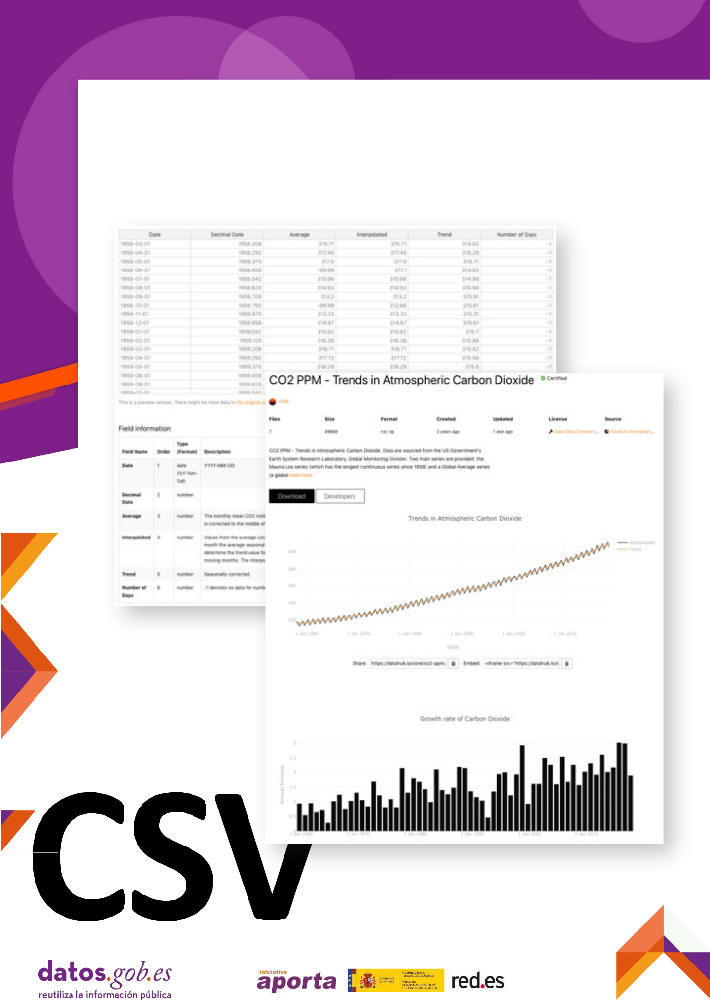 Date Decimal Date Average Interpolated Trend Number of Days
1958-03-01 1958.208 315.71 315.71 314.62 -1
1958-04-01 1958.292 317.45 317.45 315.29 -1
1958-05-01 1958.375 317.5 317.5 314.71 -1
1958-06-01 1958.458 -99.99 317.1 314.85 -1
1958-07-01 1958.542 315.86 315.86 314.98 -1
1958-08-01 1958.625 314.93 314.93 315.94 -1
1958-09-01 1958.708 313.2 313.2 315.91 -1
1958-10-01 1958.792 -99.99 312.66 315.61 -1
1958-11-01 1958.875 313.33 313.33 315.31 -1
1958-12-01 1958.958 314.67 314.67 315.61 -1
1959-01-01 1959.042 315.62 315.62 315.7 -1
1959-02-01 1959.125 316.38 316.38 315.88 -1
1959-03-01 1959.208 316.71 316.71 315.62 -1
1959-04-01 1959.292 317.72 317.72 315.56 -1
1959-05-01 1959.375 318.29 318.29 315.5 -1
1959-06-01 1959.458
1959-08-01 1959.625
This is a preview version. There might be more data in the original
Field information
Field Name Order Type (Format) Description
Date 1 date (%Y-%m-%d) YYYY-MM-DD
Decimal Date 2 number
Average 3 number The monthly mean CO2 mole
is corrected to the middle of
Interpolated 4 number Values from the average colu
month the average seasonal
determine the trend value fo
missing months. The interpo
Trend 5 number Seasonally corrected.
Number of Days 6 number -1 denotes no data for numb
CO2 PPM - Trends in Atmospheric Carbon Dioxide Certified
core
Files Size Format Created Updated License Source
7 496kB csv zip 2 years ago 1 year ago Open Data Commons... Trends in Atmospheri...
CO2 PPM - Trends in Atmospheric Carbon Dioxide. Data are sourced from the US Government's
Earth System Research Laboratory, Global Monitoring Division. Two main series are provided: the
Mauna Loa series (which has the longest continuous series since 1958) and a Global Average series
(a global read more
Download Developers
Trends in Atmospheric Carbon Dioxide
Interpolated
Trend
400
380
360
340
320
1 Jan 1960 1 Jan 1970 1 Jan 1980 1 Jan 1990 1 Jan 2000 1 Jan 2010
Date
Share: https://datahub.io/core/co2-ppm, Embed: <iframe src="https://datahub.io/c
Growth rate of Carbon Dioxide
Annual Increase
3
2.5
2
1.5
1
0.5
1 Jan 1960 1 Jan 1970 1 Jan 1980 1 Jan 1990 1 Jan 2000 1 Jan 2010
CSV
datos.gob.es
reutiliza la información pública
Iniciativa
aporta
GOBIERNO
DE ESPAÑA
VICEPRESIDENCIA
TERCERA DEL GOBIERNO
MINISTERIO
DE ASUNTOS ECONÓMICOS
Y TRANSFORMACIÓN DIGITAL
red.es